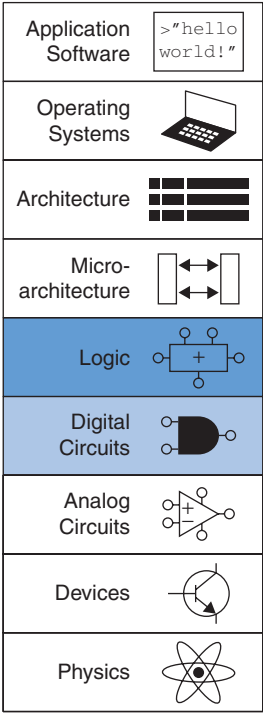 Application
Software
>"hello
world!"
Operating
Systems
Architecture
Micro-
architecture
Logic
+
Digital
Circuits
Analog
Circuits
+
−
Devices
Physics